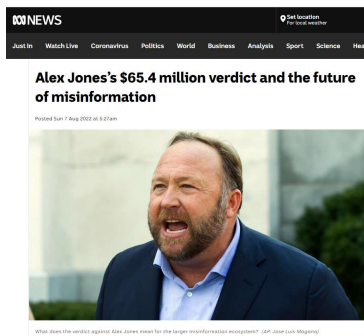 NEWS
Set location
For local weather
Just In Watch Live Coronavirus Politics World Business Analysis Sport Science Hea
Alex Jones's $65.4 million verdict and the future
of misinformation
Posted Sun 7 Aug 2022 at 5:27am
What does the verdict against Alex Jones mean for the larger misinformation ecosystem? (AP: Jose Luis Magana)